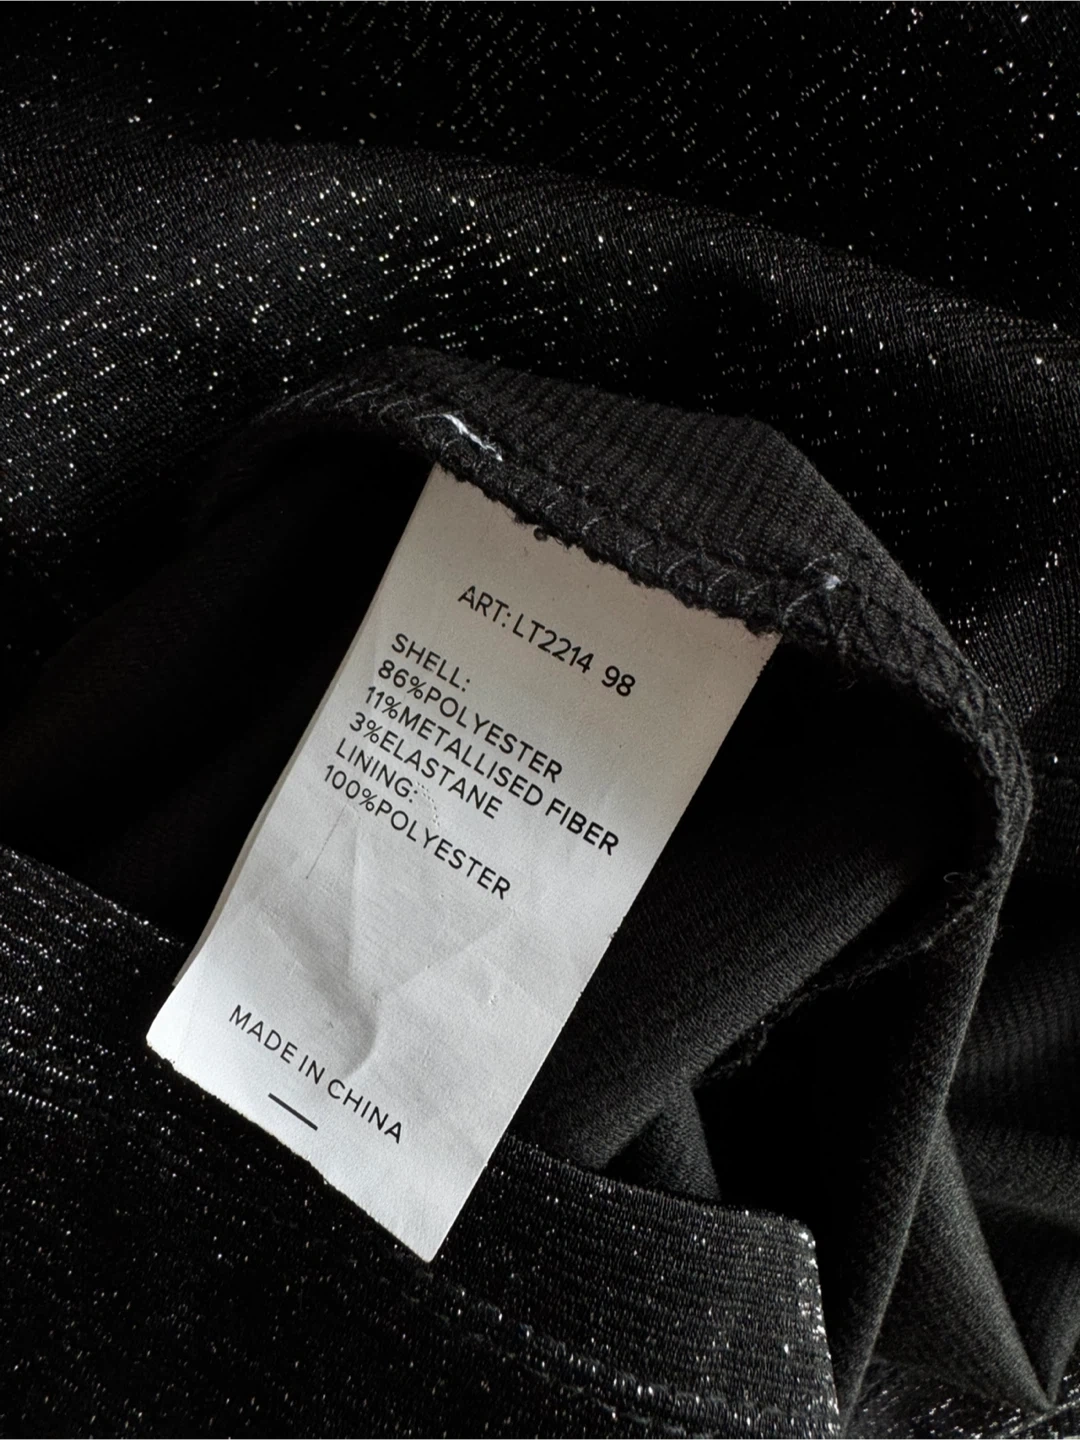 ART: LT2214 98
SHELL:
86%POLYESTER
11%METALLISED FIBER
3%ELASTANE
LINING:
100%POLYESTER
MADE IN CHINA